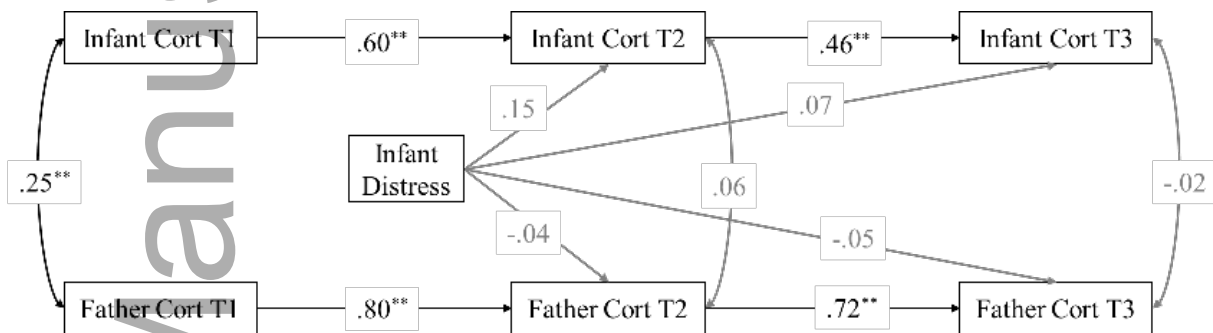 Infant Cort T1
.60**
Infant Cort T2
.46**
Infant Cort T3
.15
.07
Infant
Distress
.25**
.06
-.02
-.04
-.05
Father Cort T1
.80**
Father Cort T2
.72**
Father Cort T3
Manu